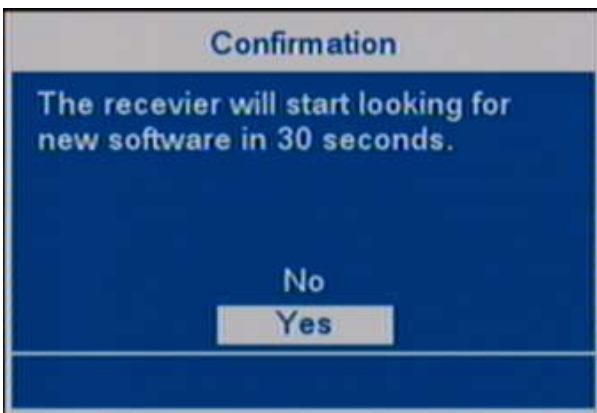 Confirmation
The recevier will start looking for
new software in 30 seconds.
No
Yes